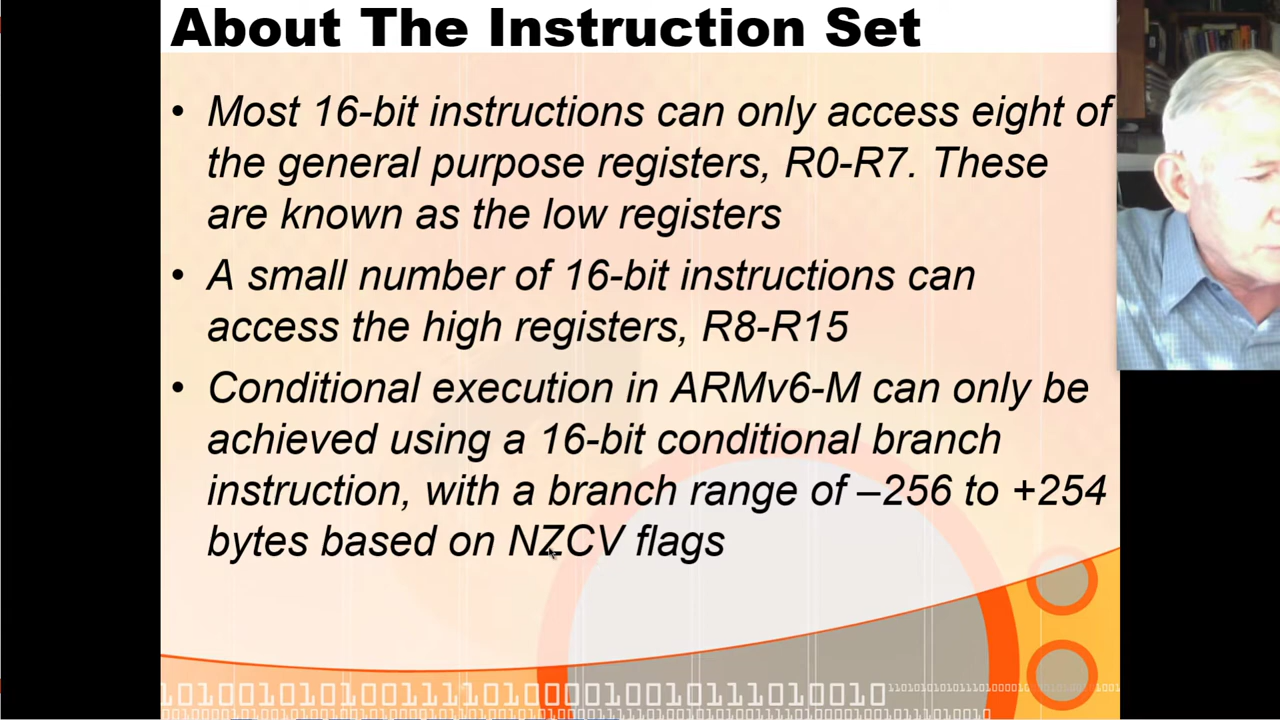 About The Instruction Set
• Most 16-bit instructions can only access eight of
the general purpose registers, R0-R7. These
are known as the low registers
• A small number of 16-bit instructions can
access the high registers, R8-R15
• Conditional execution in ARMv6-M can only be
achieved using a 16-bit conditional branch
instruction, with a branch range of –256 to +254
bytes based on NZCV flags